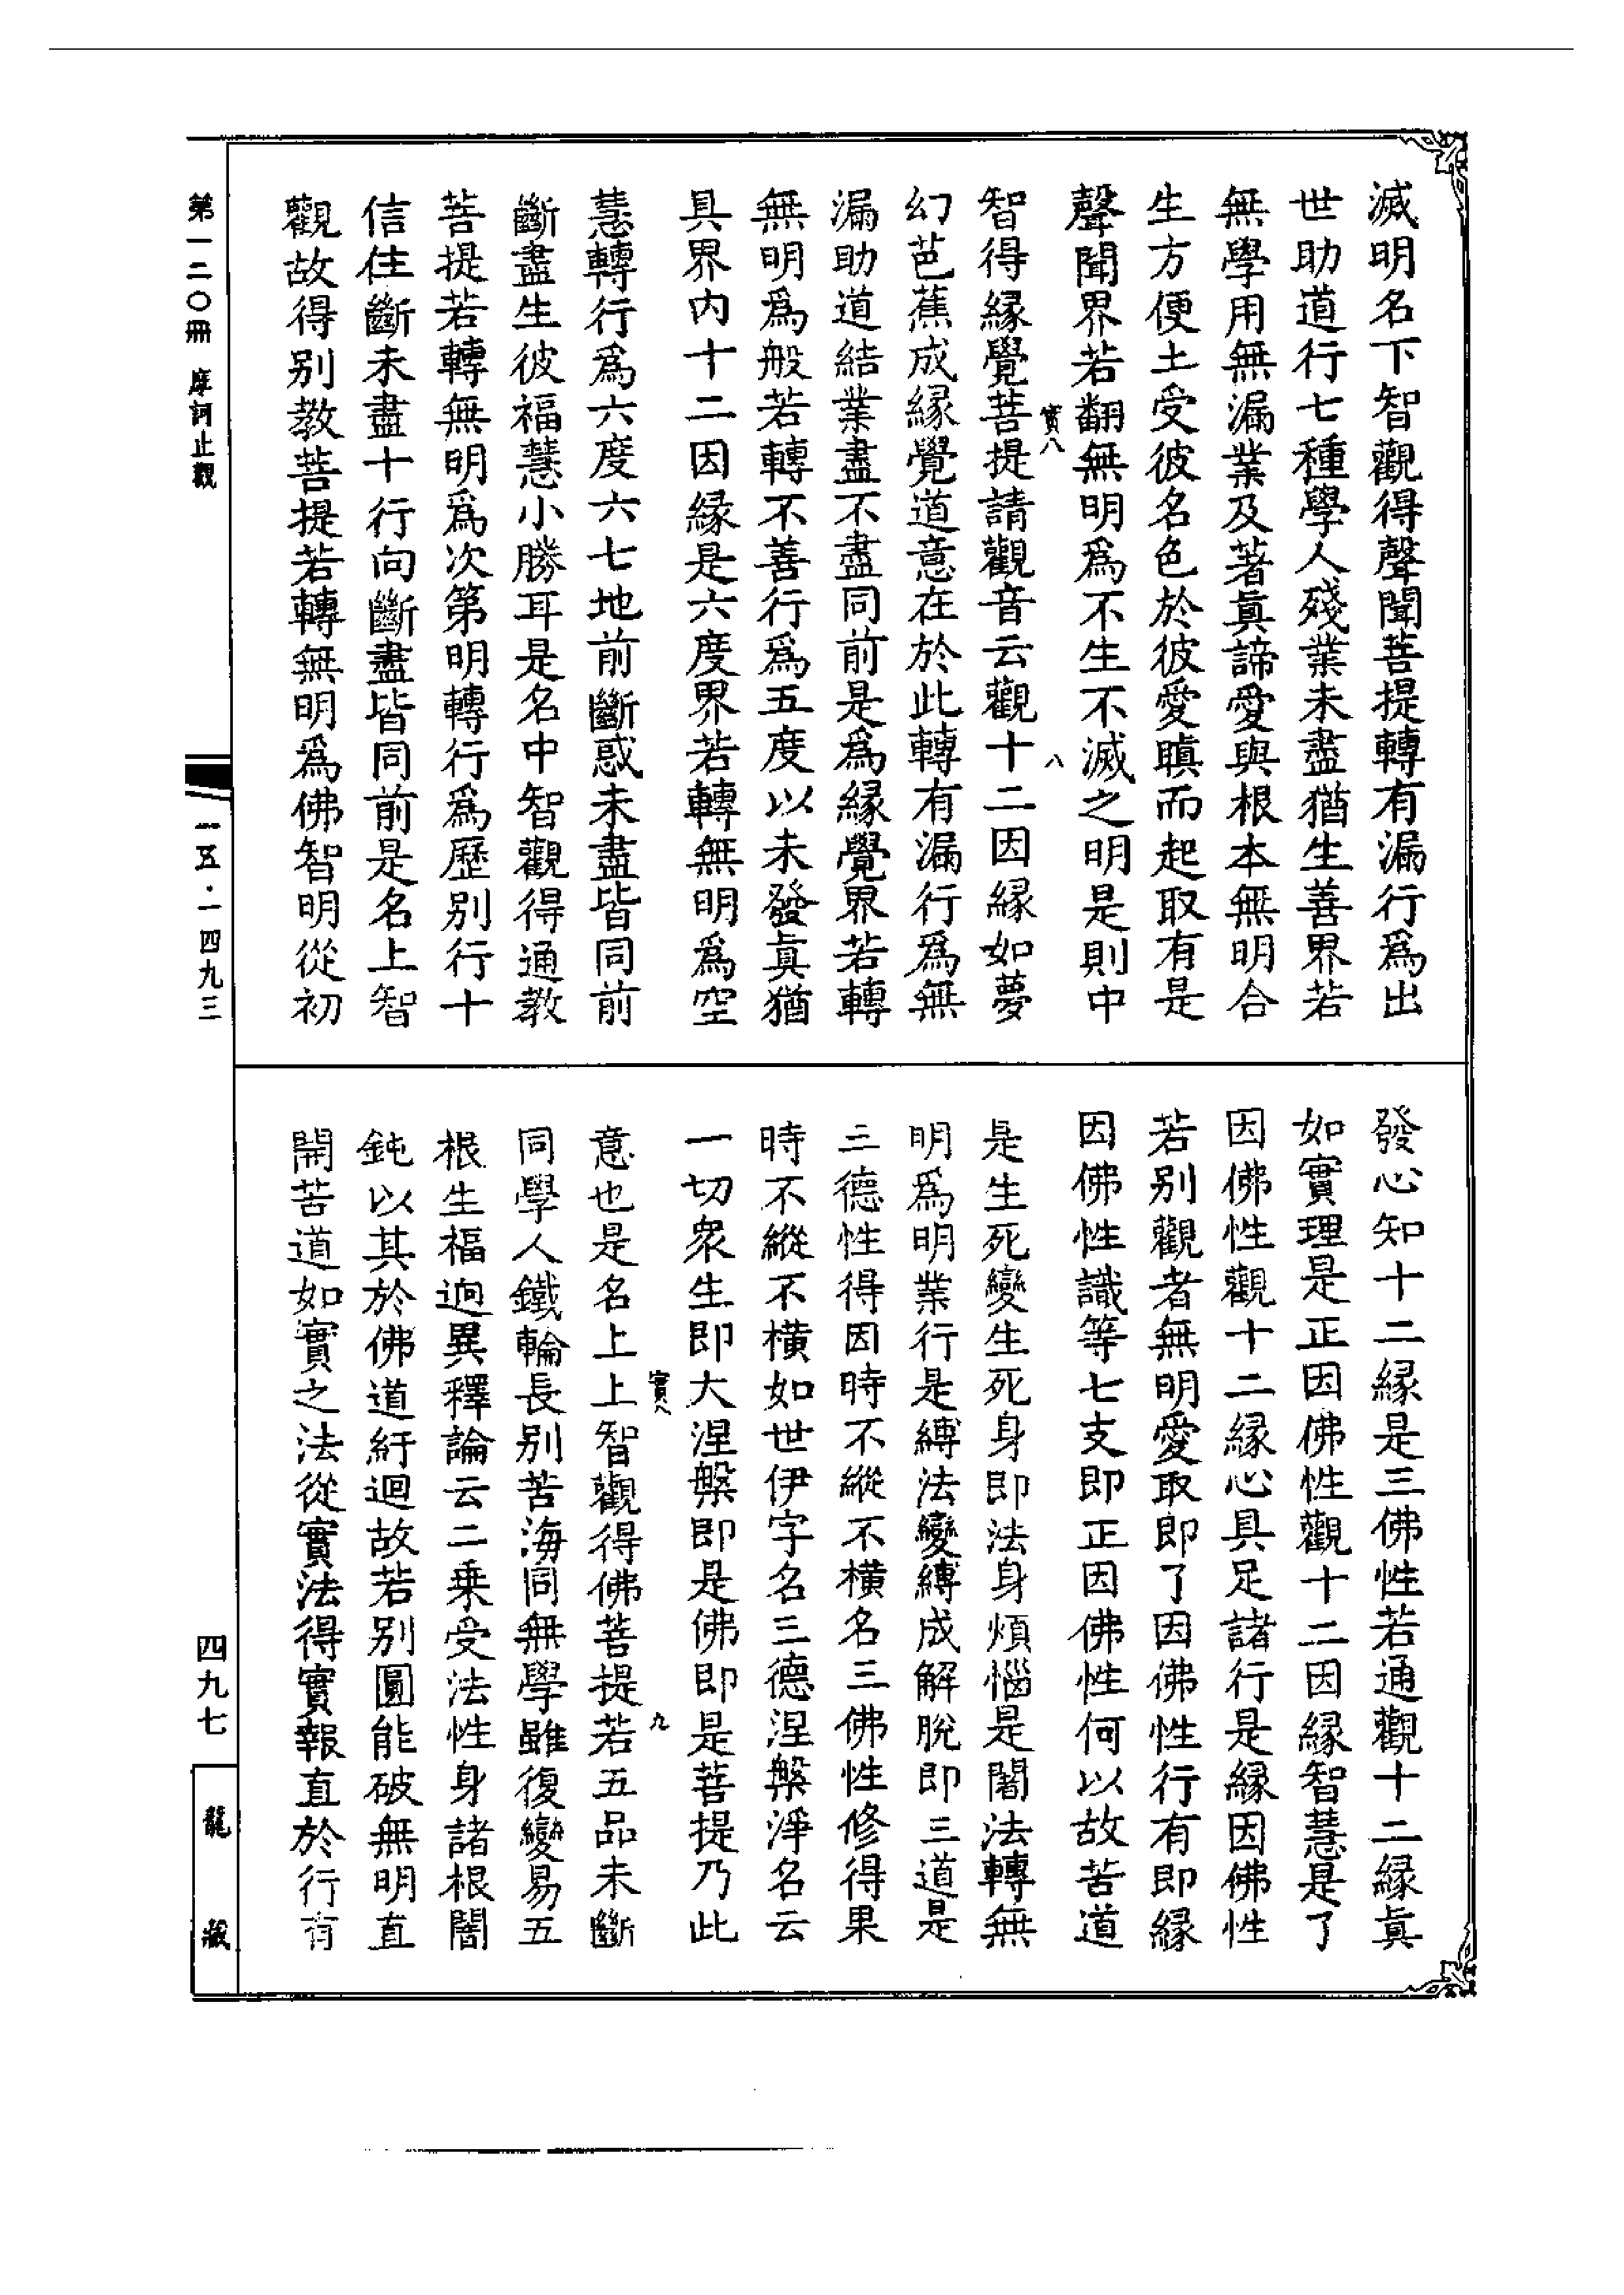 滅明名下智觀得聲聞菩提轉有漏行爲出
世助道行七種學人殘業未盡猶生善界若
無學用無漏業及著眞諦愛與根本無明合
生方便土受彼名色於彼愛瞋而起取有是
聲聞界若翻無明爲不生不滅之明是則中
實八
八
智得緣覺菩提請觀音云觀十二因緣如夢
幻芭蕉成緣覺道意在於此轉有漏行爲無
漏助道結業盡不盡同前是爲緣覺界若轉
無明爲般若轉不善行爲五度以未發眞猶
具界內十二因緣是六度界若轉無明爲空
慧轉行爲六度六七地前斷惑未盡皆同前
斷盡生彼福慧小勝耳是名中智觀得通教
菩提若轉無明爲次第明轉行爲歷別行十
信住斷未盡十行向斷盡皆同前是名上智
觀故得別教菩提若轉無明爲佛智明從初
發心知十二緣是三佛性若通觀十二緣眞
如實理是正因佛性觀十二因緣智慧是了
因佛性觀十二緣心具足諸行是緣因佛性
若別觀者無明愛取即了因佛性行有即緣
因佛性識等七支即正因佛性何以故苦道
是生死變生死身即法身煩惱是闇法轉無
明爲明業行是縛法變縛成解脫即三道是
三德性得因時不縱不橫名三佛性修得果
時不縱不橫如世伊字名三德涅槃淨名云
一切衆生即大涅槃即是佛即是菩提乃此
實八
九
意也是名上上智觀得佛菩提若五品未斷
同學人鐵輪長別苦海同無學雖復變易五
根生福迥異釋論云二乘受法性身諸根闇
鈍以其於佛道紆迴故若別圓能破無明直
開苦道如實之法從實法得實報直於行有
第一二〇冊 摩訶止觀
一五·一四九三
四九七
龍藏